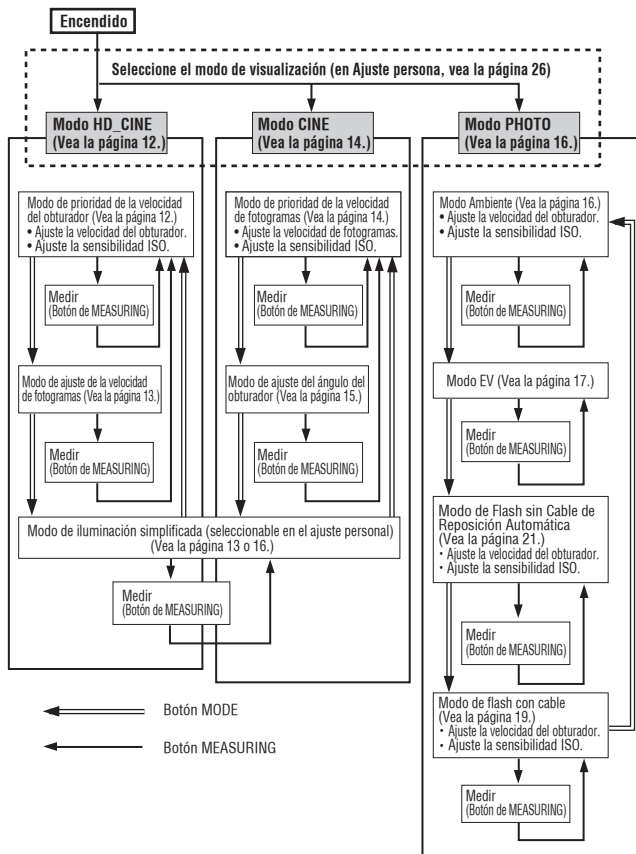 Encendido
Seleccione el modo de visualización (en Ajuste persona, vea la página 26)
Modo HD_CINE
(Vea la página 12.)
Modo CINE
(Vea la página 14.)
Modo PHOTO
(Vea la página 16.)
Modo de prioridad de la velocidad
del obturador (Vea la página 12.)
• Ajuste la velocidad del obturador.
• Ajuste la sensibilidad ISO.
Medir
(Botón de MEASURING)
Modo de ajuste de la velocidad
de fotogramas (Vea la página 13.)
Medir
(Botón de MEASURING)
Modo de prioridad de la velocidad
de fotogramas (Vea la página 14.)
• Ajuste la velocidad de fotogramas.
• Ajuste la sensibilidad ISO.
Medir
(Botón de MEASURING)
Modo de ajuste del ángulo del
obturador (Vea la página 15.)
Medir
(Botón de MEASURING)
Modo de iluminación simplificada (seleccionable en el ajuste personal)
(Vea la página 13 o 16.)
Medir
(Botón de MEASURING)
Modo Ambiente (Vea la página 16.)
• Ajuste la velocidad del obturador.
• Ajuste la sensibilidad ISO.
Medir
(Botón de MEASURING)
Modo EV (Vea la página 17.)
Medir
(Botón de MEASURING)
Modo de Flash sin Cable de
Reposición Automática
(Vea la página 21.)
• Ajuste la velocidad del obturador.
• Ajuste la sensibilidad ISO.
Medir
(Botón de MEASURING)
Modo de flash con cable
(Vea la página 19.)
• Ajuste la velocidad del obturador.
• Ajuste la sensibilidad ISO.
Medir
(Botón de MEASURING)
Botón MODE
Botón MEASURING